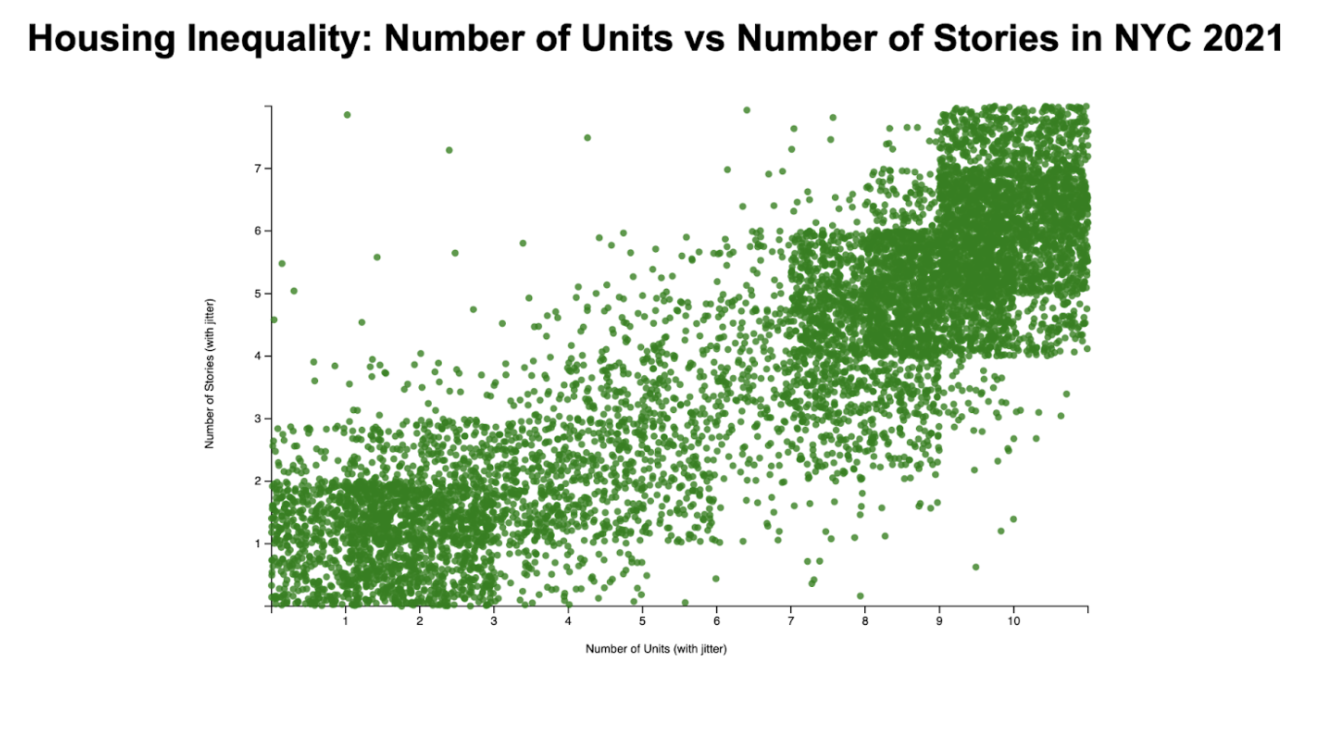 Housing Inequality: Number of Units vs Number of Stories in NYC 2021
7
6
5
4
3
2
1
Number of Stories (with jitter)
1 2 3 4 5 6 7 8 9 10
Number of Units (with jitter)